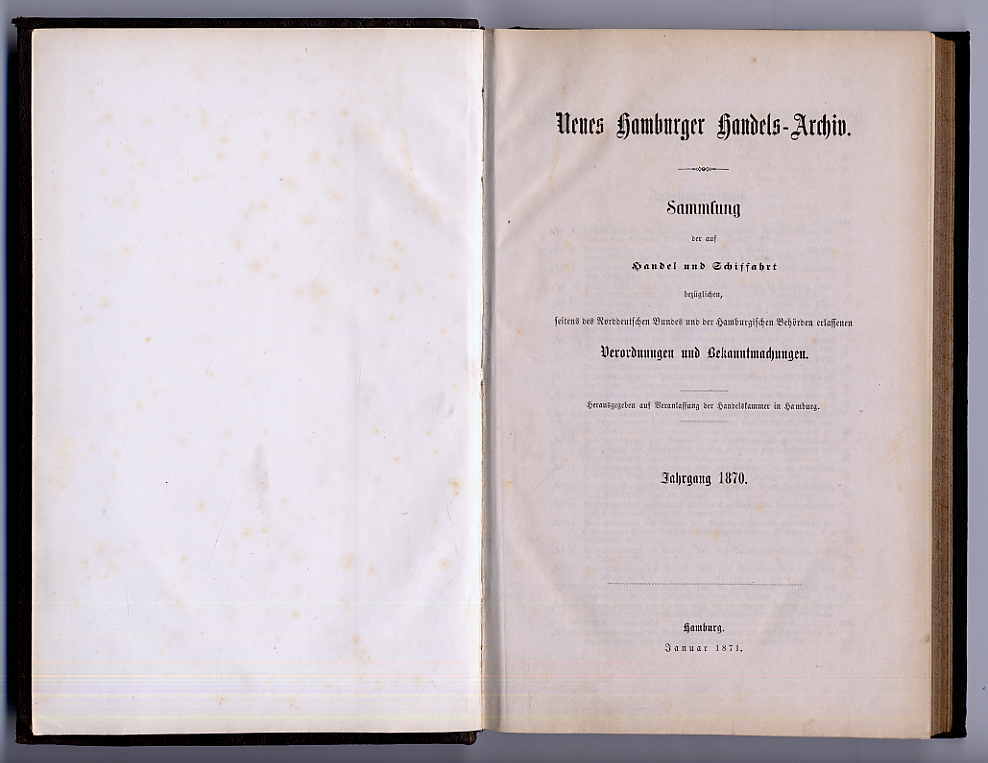 Neues Hamburger Handels-Archiv.
Sammlung
der auf
Handel und Schiffahrt
bezüglichen,
seitens des Norddeutschen Bundes und der Hamburgischen Behörden erlassenen
Verordnungen und Bekanntmachungen.
Herausgegeben auf Veranlassung der Handelskammer in Hamburg.
Jahrgang 1870.
Hamburg.
Januar 1871.